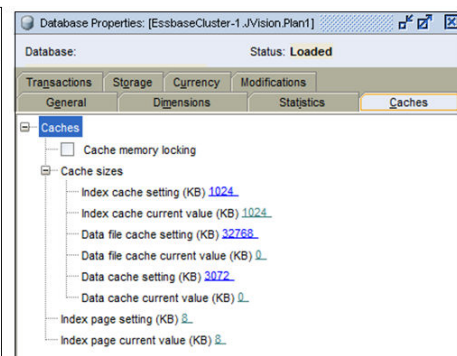 Database Properties: [EssbaseCluster-1.JVision.Plan1]
Database: Status: Loaded
Transactions Storage Currency Modifications
General Dimensions Statistics Caches
Caches
Cache memory locking
Cache sizes
Index cache setting (KB) 1024
Index cache current value (KB) 1024
Data file cache setting (KB) 32768
Data file cache current value (KB) 0
Data cache setting (KB) 3072
Data cache current value (KB) 0
Index page setting (KB) 8
Index page current value (KB) 8